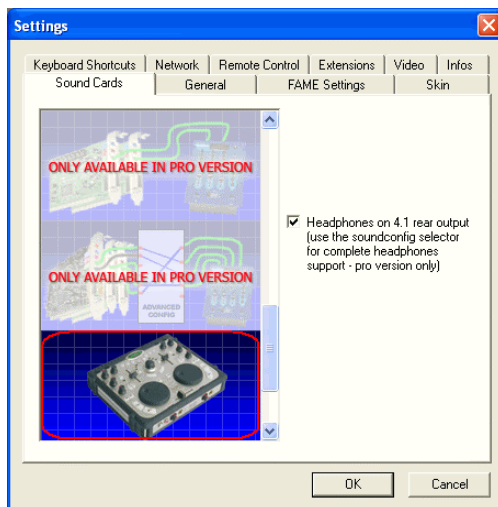 Settings
Keyboard Shortcuts Network Remote Control Extensions Video Infos
Sound Cards General FAME Settings Skin
ONLY AVAILABLE IN PRO VERSION
ONLY AVAILABLE IN PRO VERSION
ADVANCED
CONFIG
Headphones on 4.1 rear output
(use the soundconfig selector
for complete headphones
support - pro version only)
OK Cancel